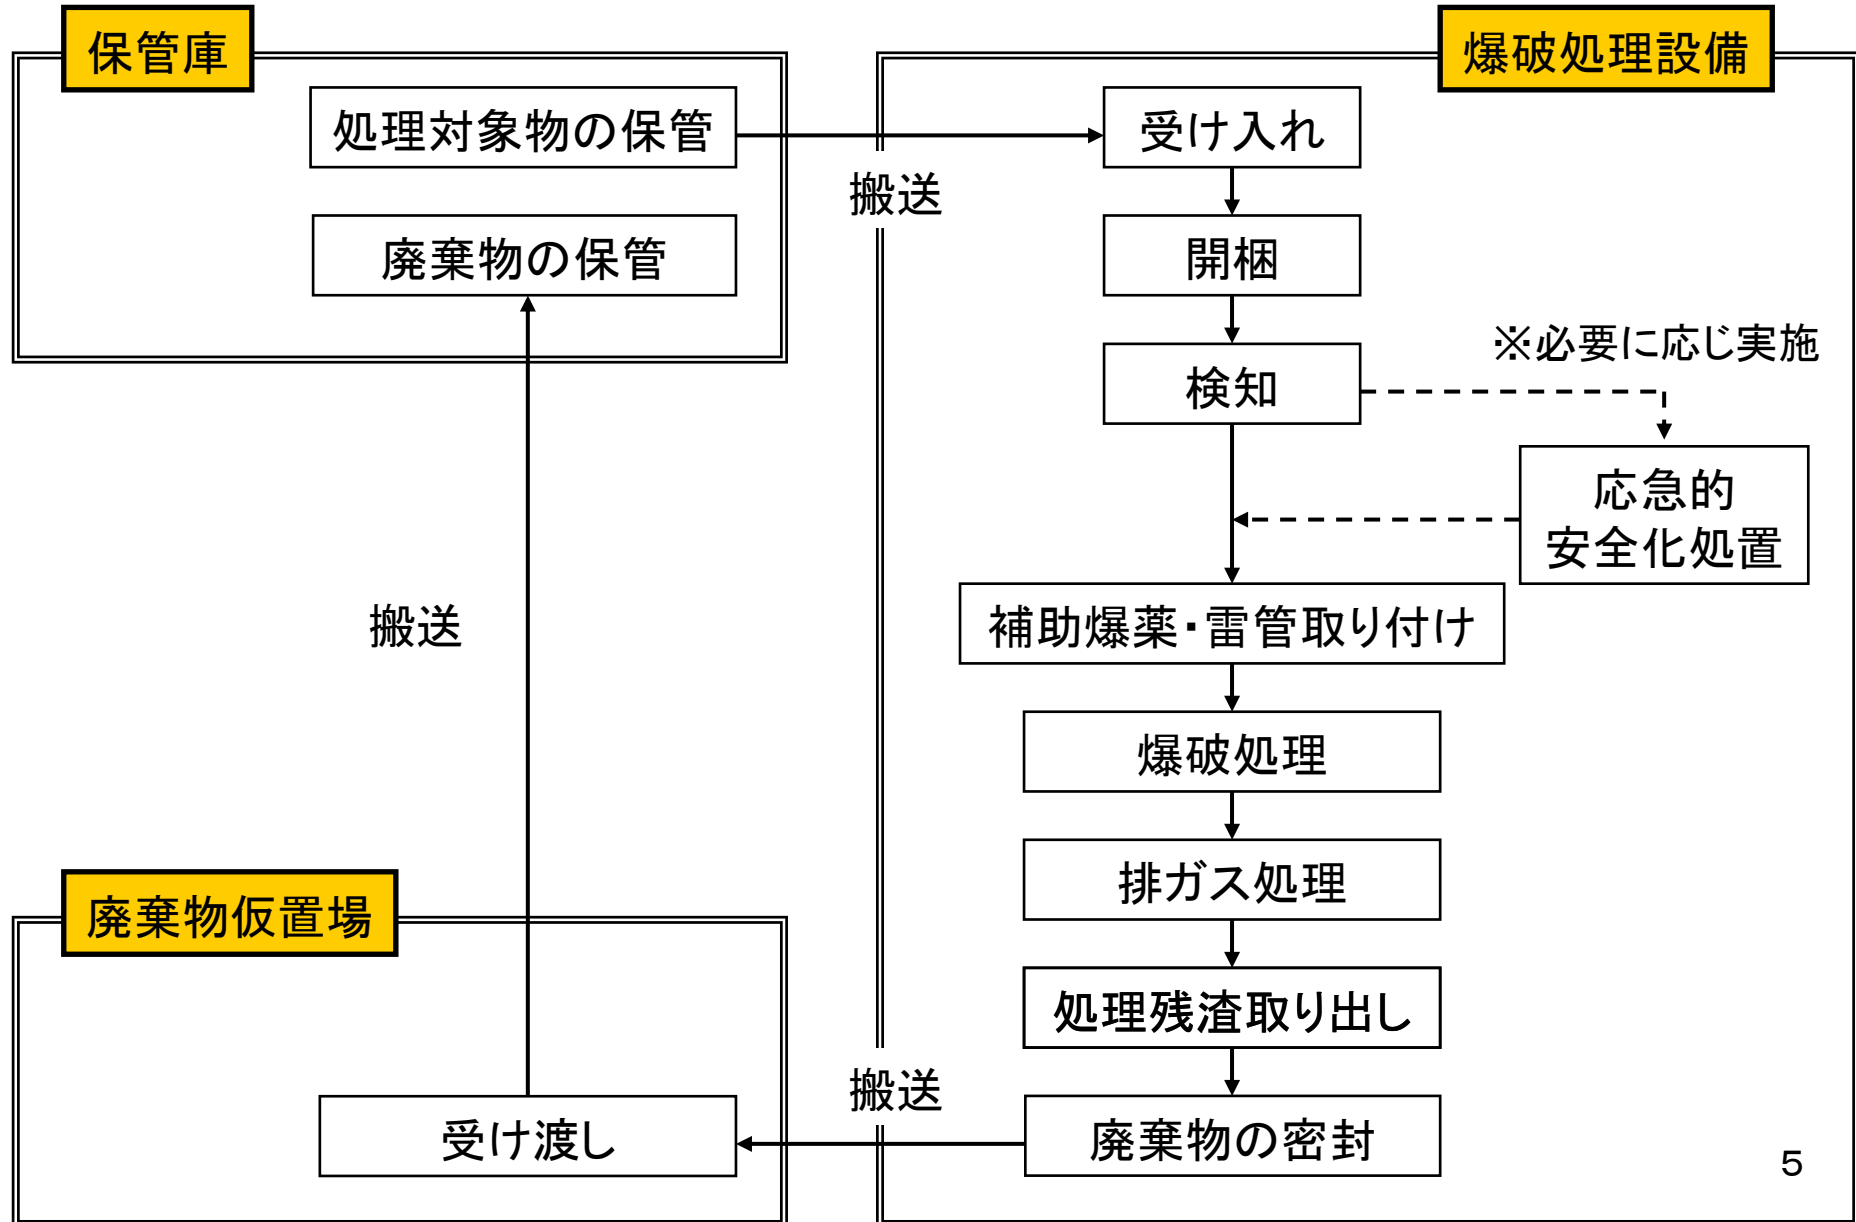 保管庫
処理対象物の保管
廃棄物の保管
搬送
爆破処理設備
受け入れ
開梱
検知
※必要に応じ実施
応急的
安全化処置
補助爆薬・雷管取り付け
爆破処理
排ガス処理
処理残渣取り出し
廃棄物の密封
搬送
廃棄物仮置場
受け渡し
搬送
5